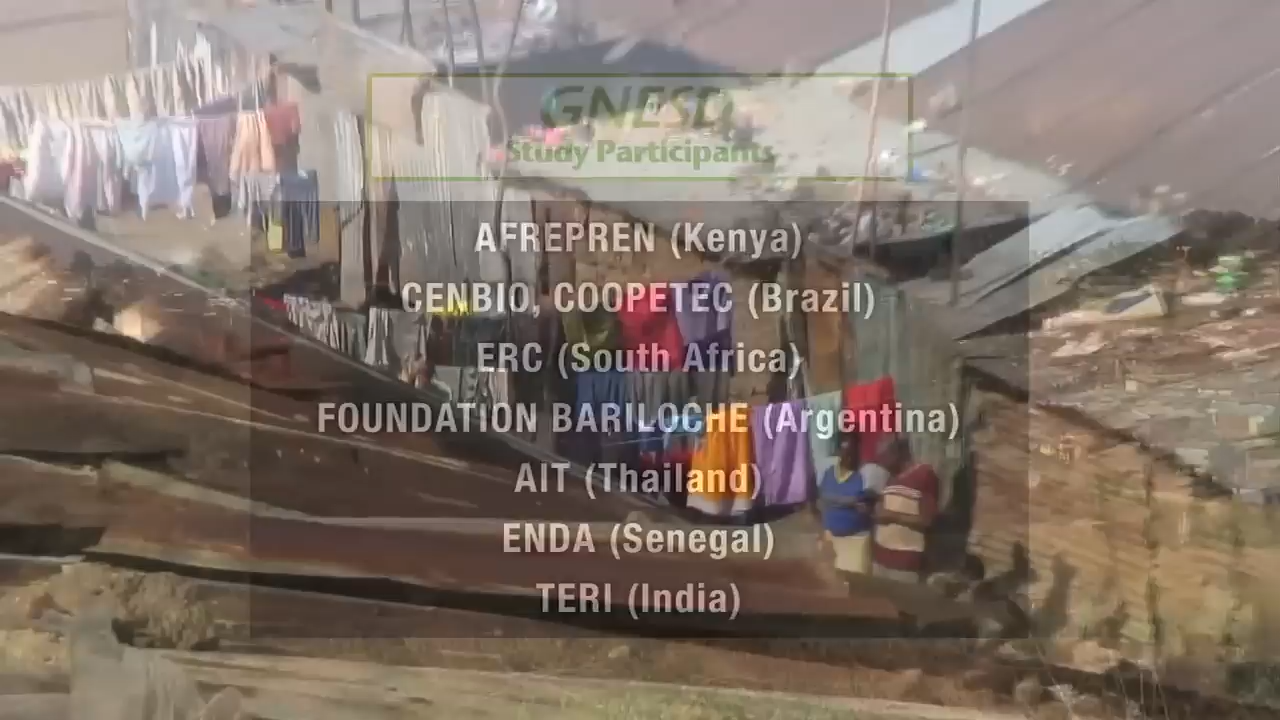 GNESD
Study Participants
AFREPREN (Kenya)
CENBIO, COOPETEC (Brazil)
ERC (South Africa)
FOUNDATION BARILOCHE (Argentina)
AIT (Thailand)
ENDA (Senegal)
TERI (India)